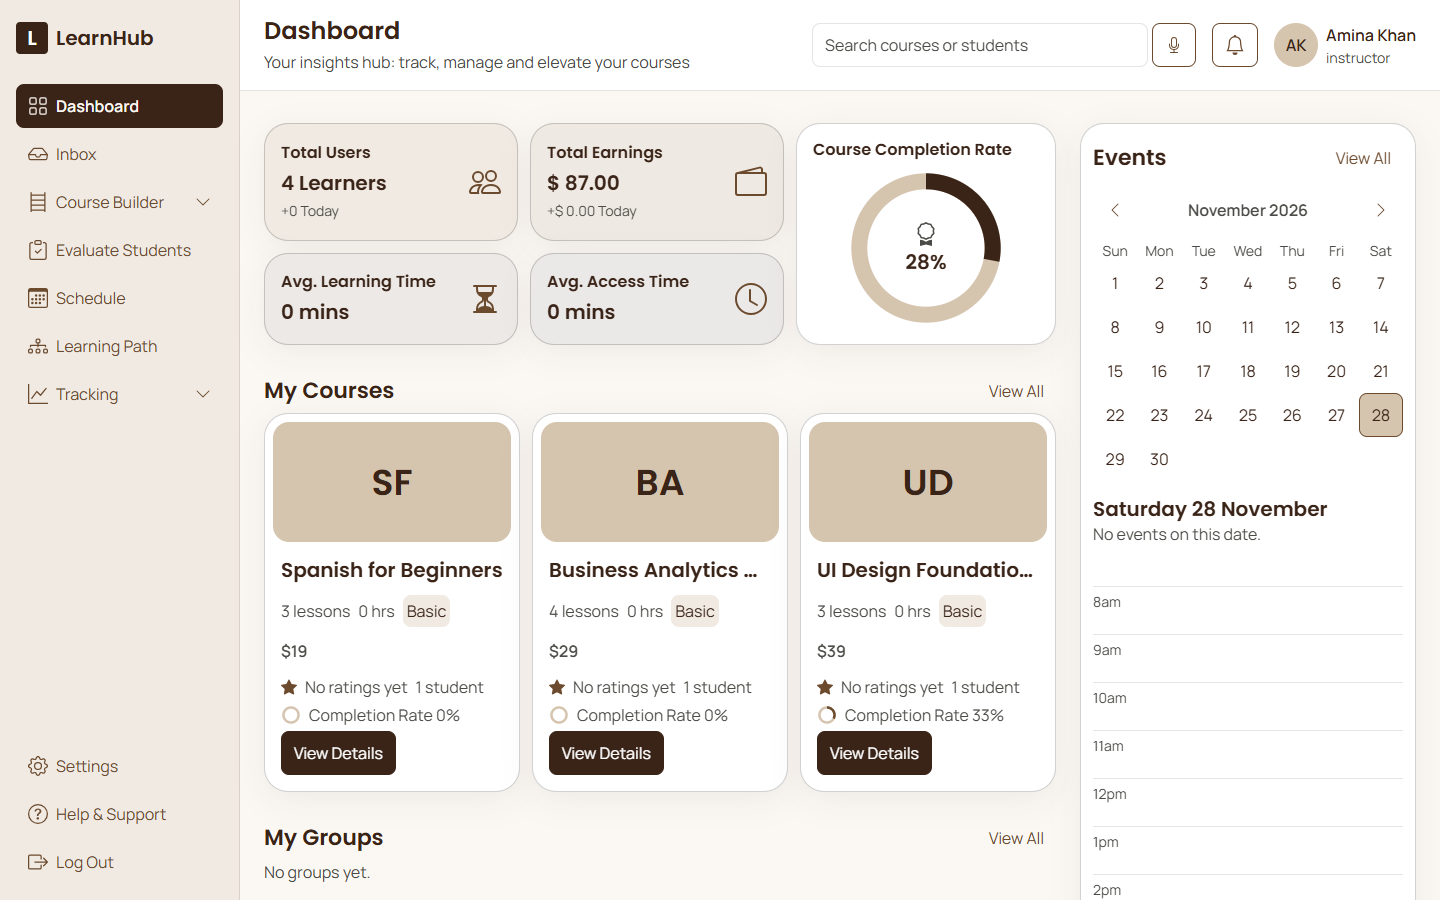 L LearnHub
Dashboard
Inbox
Course Builder
Evaluate Students
Schedule
Learning Path
Tracking
Settings
Help & Support
Log Out
Dashboard
Your insights hub: track, manage and elevate your courses
Search courses or students
AK
Amina Khan
instructor
Total Users
4 Learners
+0 Today
Total Earnings
$ 87.00
+$ 0.00 Today
Avg. Learning Time
0 mins
Avg. Access Time
0 mins
Course Completion Rate
28%
My Courses
View All
SF
Spanish for Beginners
3 lessons 0 hrs Basic
$19
No ratings yet 1 student
Completion Rate 0%
View Details
BA
Business Analytics ...
4 lessons 0 hrs Basic
$29
No ratings yet 1 student
Completion Rate 0%
View Details
UD
UI Design Foundatio...
3 lessons 0 hrs Basic
$39
No ratings yet 1 student
Completion Rate 33%
View Details
My Groups
View All
No groups yet.
Events
View All
November 2026
Sun Mon Tue Wed Thu Fri Sat
1 2 3 4 5 6 7
8 9 10 11 12 13 14
15 16 17 18 19 20 21
22 23 24 25 26 27 28
29 30
Saturday 28 November
No events on this date.
8am
9am
10am
11am
12pm
1pm
2pm